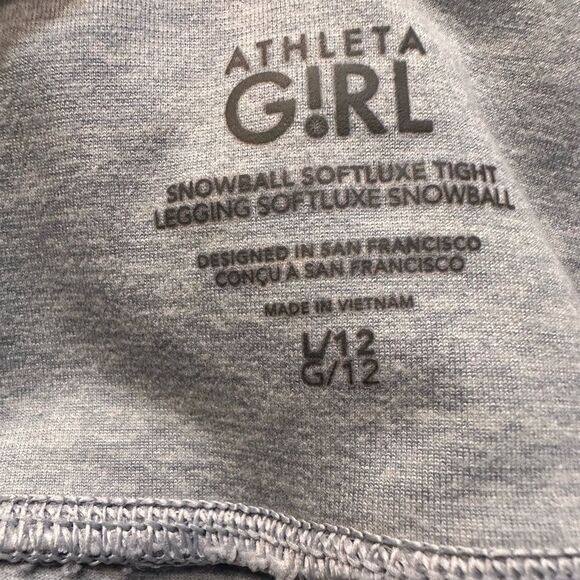 ATHLETA
G!RL
SNOWBALL SOFTLUXE TIGHT
LEGGING SOFTLUXE SNOWBALL
DESIGNED IN SAN FRANCISCO
CONÇU À SAN FRANCISCO
MADE IN VIETNAM
L/12
G/12